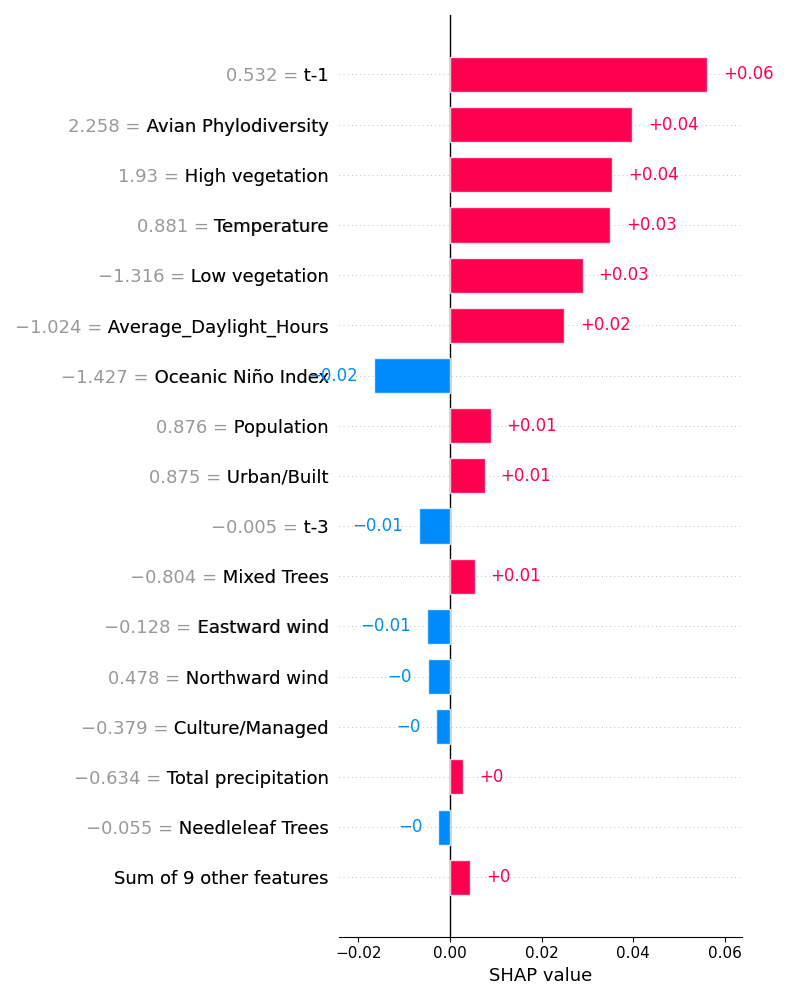 0.532 = t-1 +0.06
2.258 = Avian Phylodiversity +0.04
1.93 = High vegetation +0.04
0.881 = Temperature +0.03
−1.316 = Low vegetation +0.03
−1.024 = Average_Daylight_Hours +0.02
−1.427 = Oceanic Niño Index −0.02
0.876 = Population +0.01
0.875 = Urban/Built +0.01
−0.005 = t-3 −0.01
−0.804 = Mixed Trees +0.01
−0.128 = Eastward wind −0.01
0.478 = Northward wind −0
−0.379 = Culture/Managed −0
−0.634 = Total precipitation +0
−0.055 = Needleleaf Trees −0
Sum of 9 other features +0
−0.02 0.00 0.02 0.04 0.06
SHAP value